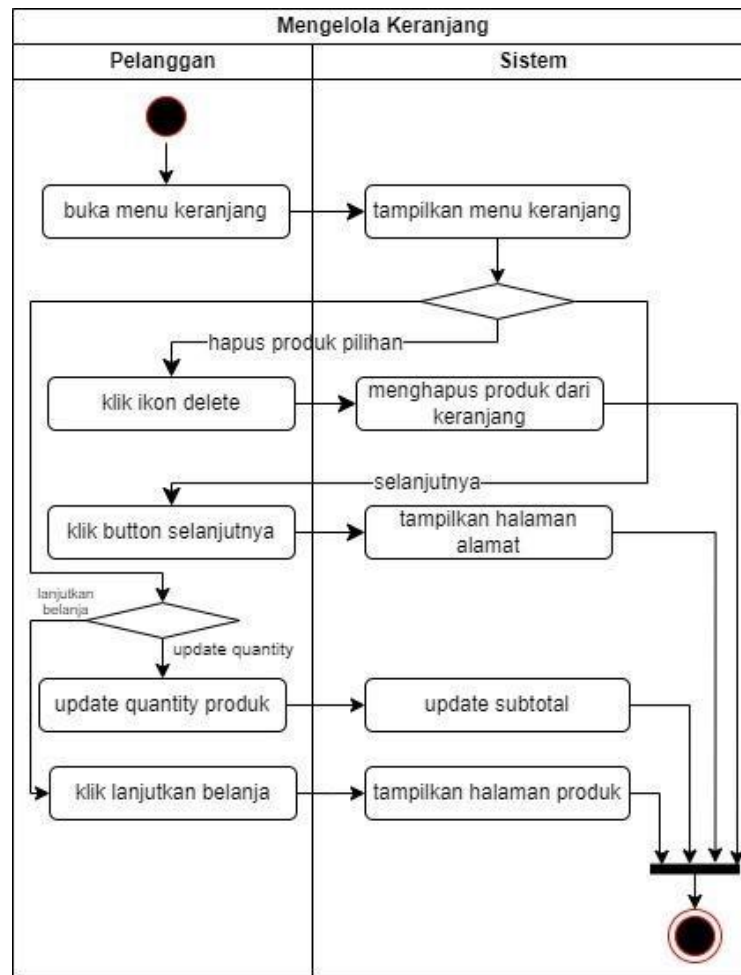 Mengelola Keranjang
Pelanggan
Sistem
buka menu keranjang
tampilkan menu keranjang
hapus produk pilihan
klik ikon delete
menghapus produk dari
keranjang
selanjutnya
klik button selanjutnya
tampilkan halaman
alamat
lanjutkan
belanja
update quantity
update quantity produk
update subtotal
klik lanjutkan belanja
tampilkan halaman produk